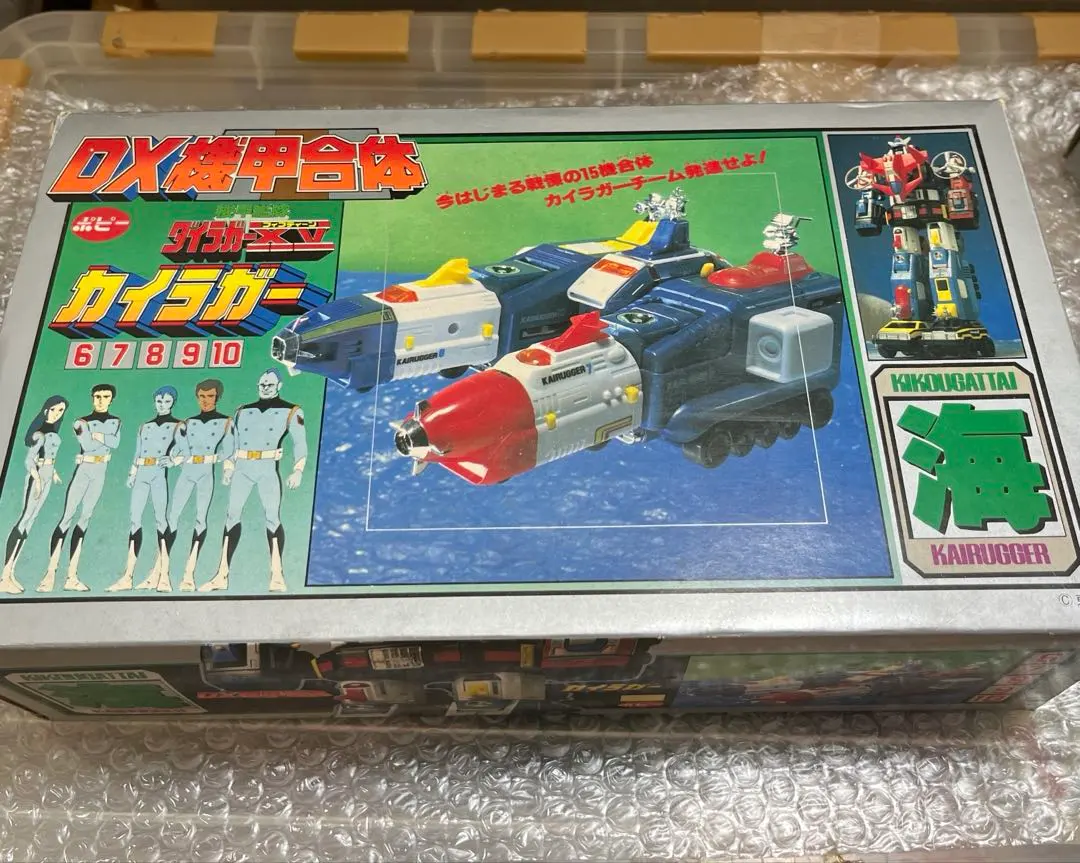 DX機甲合体
ポピー
ダイラガーXV
カイラガー
6 7 8 9 10
今はじまる戦慄の15機合体
カイラガーチーム発進せよ!
KAIRUGGER 6
KAIRUGGER 7
KIKOUGATTAI
海
KAIRUGGER
©
KIKOUGATTAI